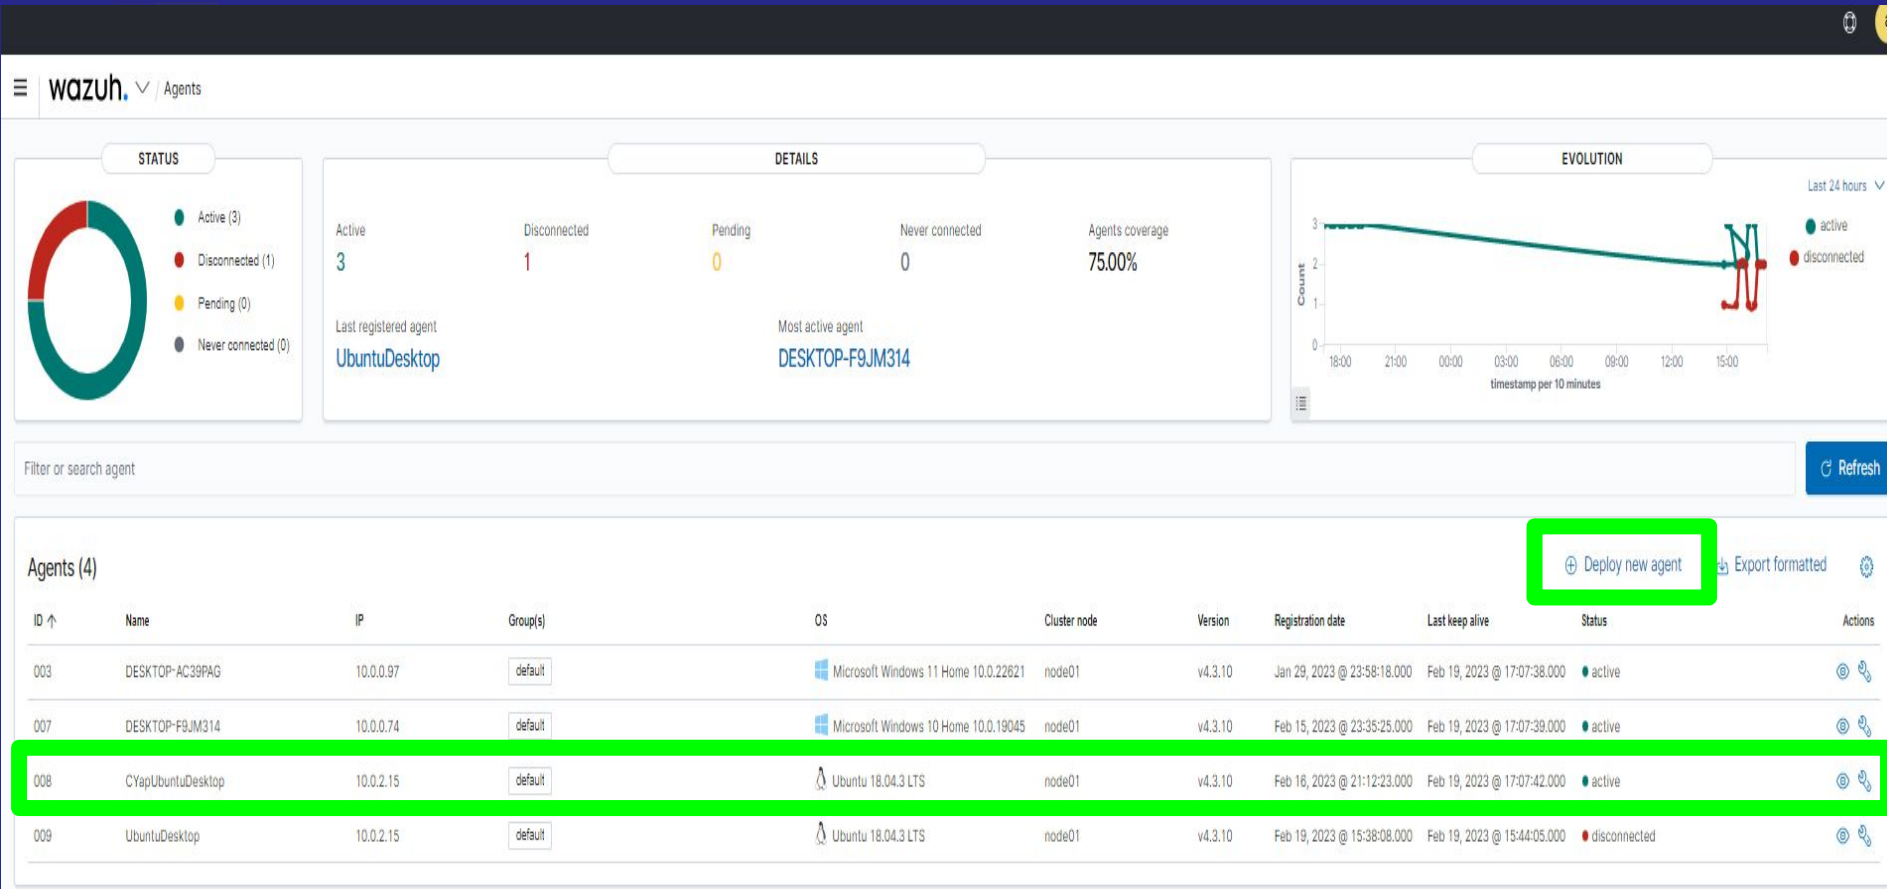 wazuh. / Agents
STATUS
Active (3)
Disconnected (1)
Pending (0)
Never connected (0)
DETAILS
Active
3
Disconnected
1
Pending
0
Never connected
0
Agents coverage
75.00%
Last registered agent
UbuntuDesktop
Most active agent
DESKTOP-F9JM314
EVOLUTION
Last 24 hours
active
disconnected
Count
3
2
1
0
18:00 21:00 00:00 03:00 06:00 09:00 12:00 15:00
timestamp per 10 minutes
Filter or search agent
Refresh
Agents (4)
Deploy new agent
Export formatted
ID Name IP Group(s) OS Cluster node Version Registration date Last keep alive Status Actions
003 DESKTOP-AC39PAG 10.0.0.97 default Microsoft Windows 11 Home 10.0.22621 node01 v4.3.10 Jan 29, 2023 @ 23:58:18.000 Feb 19, 2023 @ 17:07:38.000 active
007 DESKTOP-F9JM314 10.0.0.74 default Microsoft Windows 10 Home 10.0.19045 node01 v4.3.10 Feb 15, 2023 @ 23:35:25.000 Feb 19, 2023 @ 17:07:39.000 active
008 CYapUbuntuDesktop 10.0.2.15 default Ubuntu 18.04.3 LTS node01 v4.3.10 Feb 16, 2023 @ 21:12:23.000 Feb 19, 2023 @ 17:07:42.000 active
009 UbuntuDesktop 10.0.2.15 default Ubuntu 18.04.3 LTS node01 v4.3.10 Feb 19, 2023 @ 15:38:08.000 Feb 19, 2023 @ 15:44:05.000 disconnected